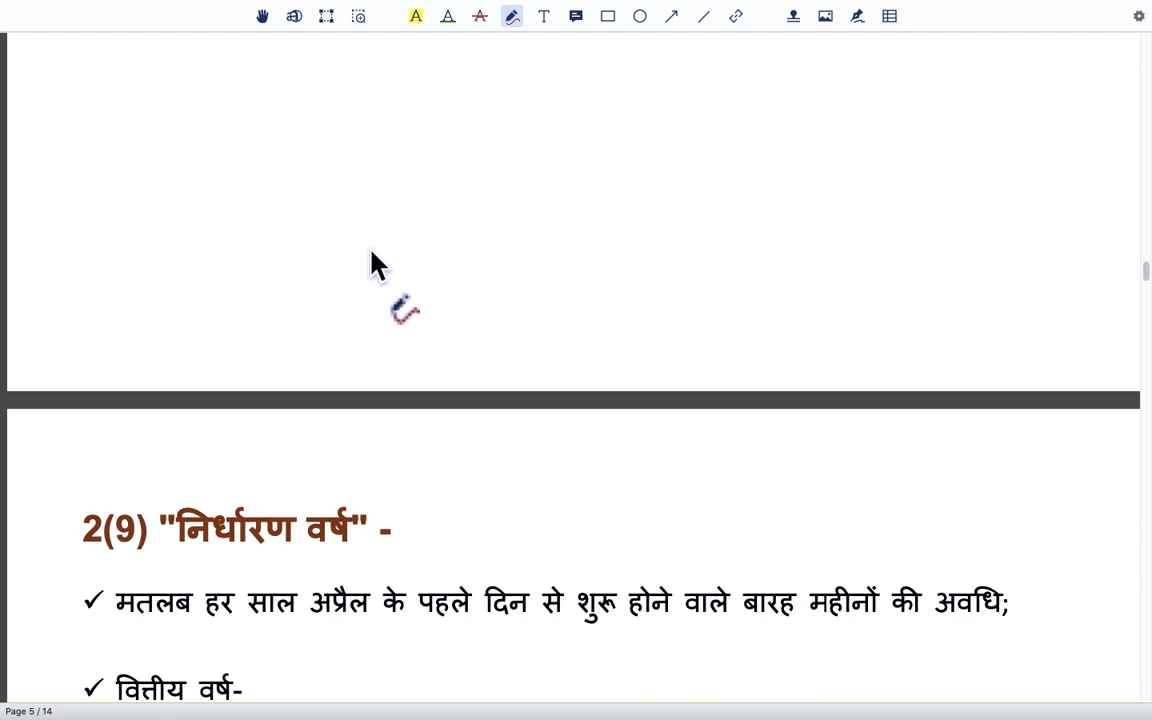 2(9) "निर्धारण वर्ष" -
✓ मतलब हर साल अप्रैल के पहले दिन से शुरू होने वाले बारह महीनों की अवधि;
✓ वित्तीय वर्ष-
Page 5 / 14